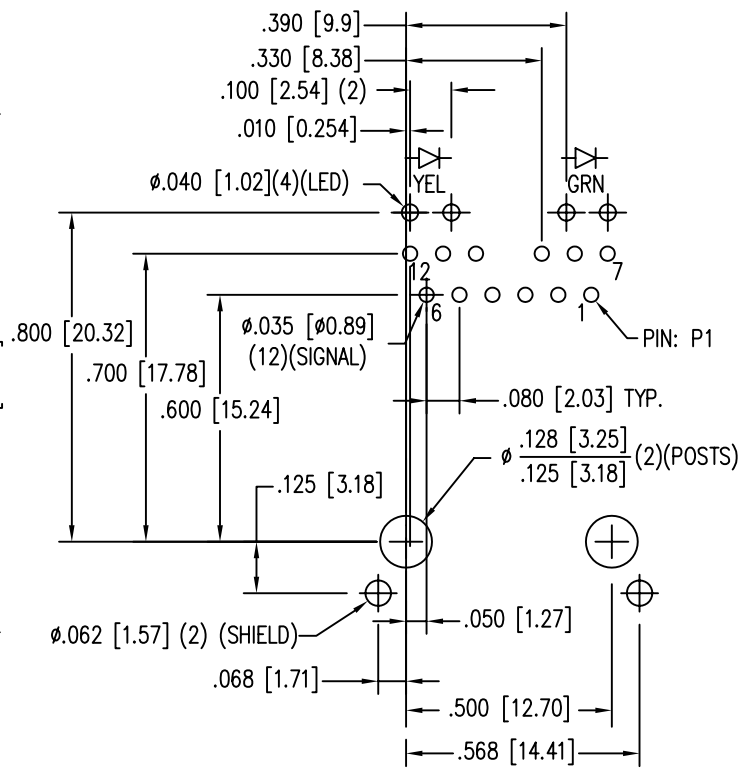 .390 [9.9]
.330 [8.38]
.100 [2.54] (2)
.010 [0.254]
ø.040 [1.02](4)(LED)
YEL
GRN
12
7
6
1
.800 [20.32]
ø.035 [ø0.89]
(12)(SIGNAL)
PIN: P1
.700 [17.78]
.600 [15.24]
.080 [2.03] TYP.
ø .128 [3.25]
.125 [3.18] (2)(POSTS)
.125 [3.18]
ø.062 [1.57] (2) (SHIELD)
.050 [1.27]
.068 [1.71]
.500 [12.70]
.568 [14.41]